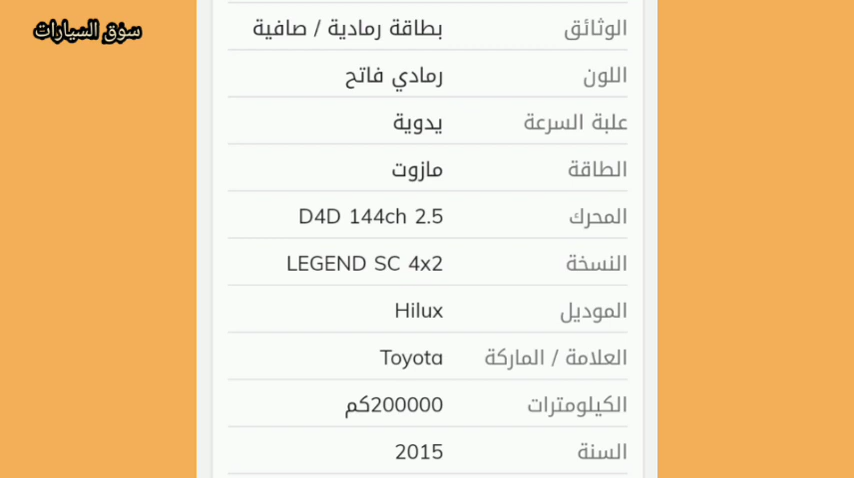 سوق السيارات
الوثائق بطاقة رمادية / صافية
اللون رمادي فاتح
علبة السرعة يدوية
الطاقة مازوت
المحرك 2.5 D4D 144ch
النسخة LEGEND SC 4x2
الموديل Hilux
العلامة / الماركة Toyota
الكيلومترات 200000كم
السنة 2015